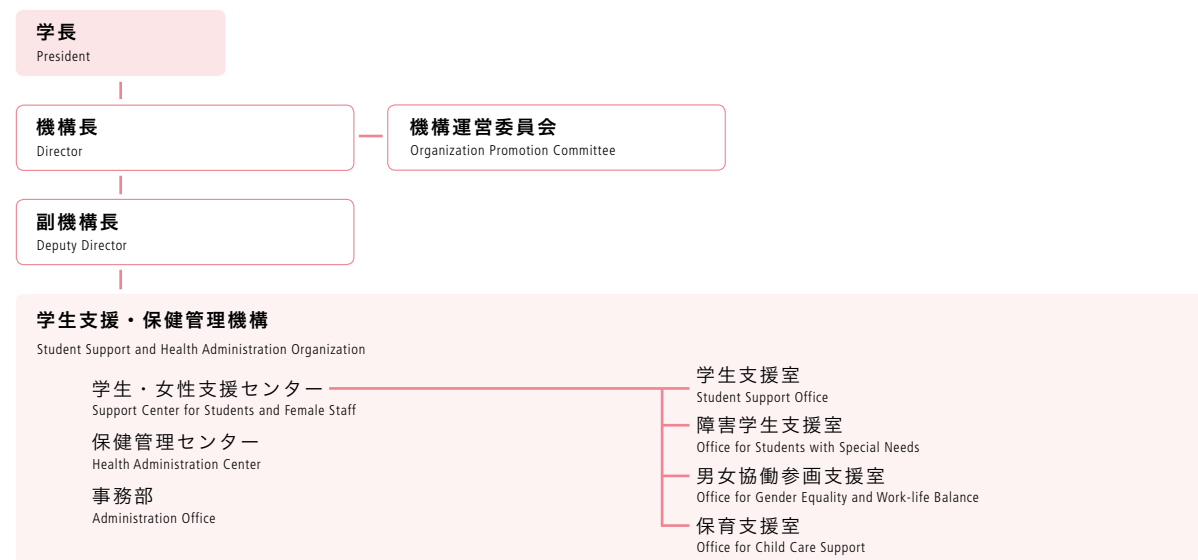 学長
President
機構長
Director
機構運営委員会
Organization Promotion Committee
副機構長
Deputy Director
学生支援・保健管理機構
Student Support and Health Administration Organization
学生・女性支援センター
Support Center for Students and Female Staff
保健管理センター
Health Administration Center
事務部
Administration Office
学生支援室
Student Support Office
障害学生支援室
Office for Students with Special Needs
男女協働参画支援室
Office for Gender Equality and Work-life Balance
保育支援室
Office for Child Care Support